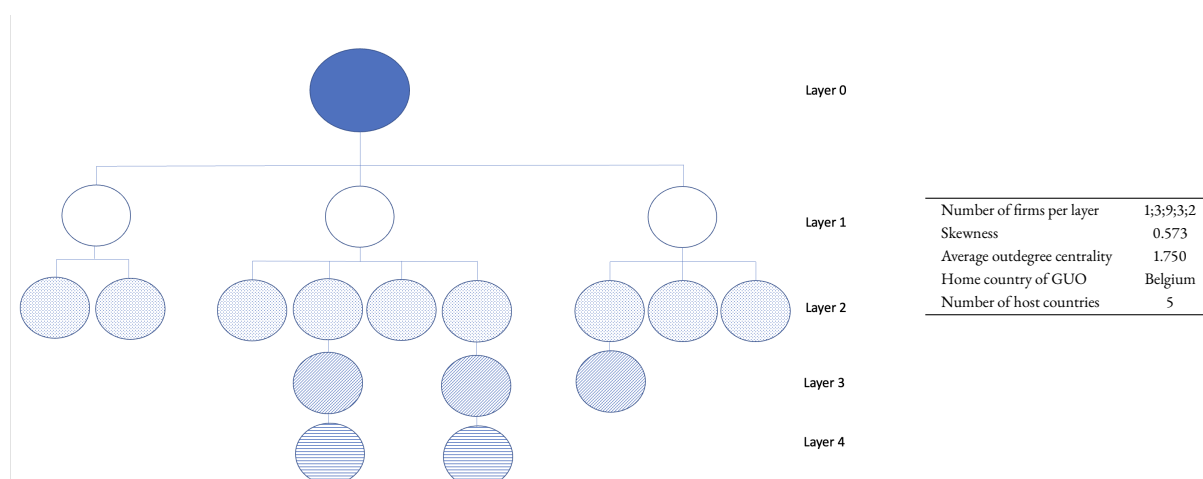 Layer 0
Layer 1
Layer 2
Layer 3
Layer 4
Number of firms per layer 1;3;9;3;2
Skewness 0.573
Average outdegree centrality 1.750
Home country of GUO Belgium
Number of host countries 5